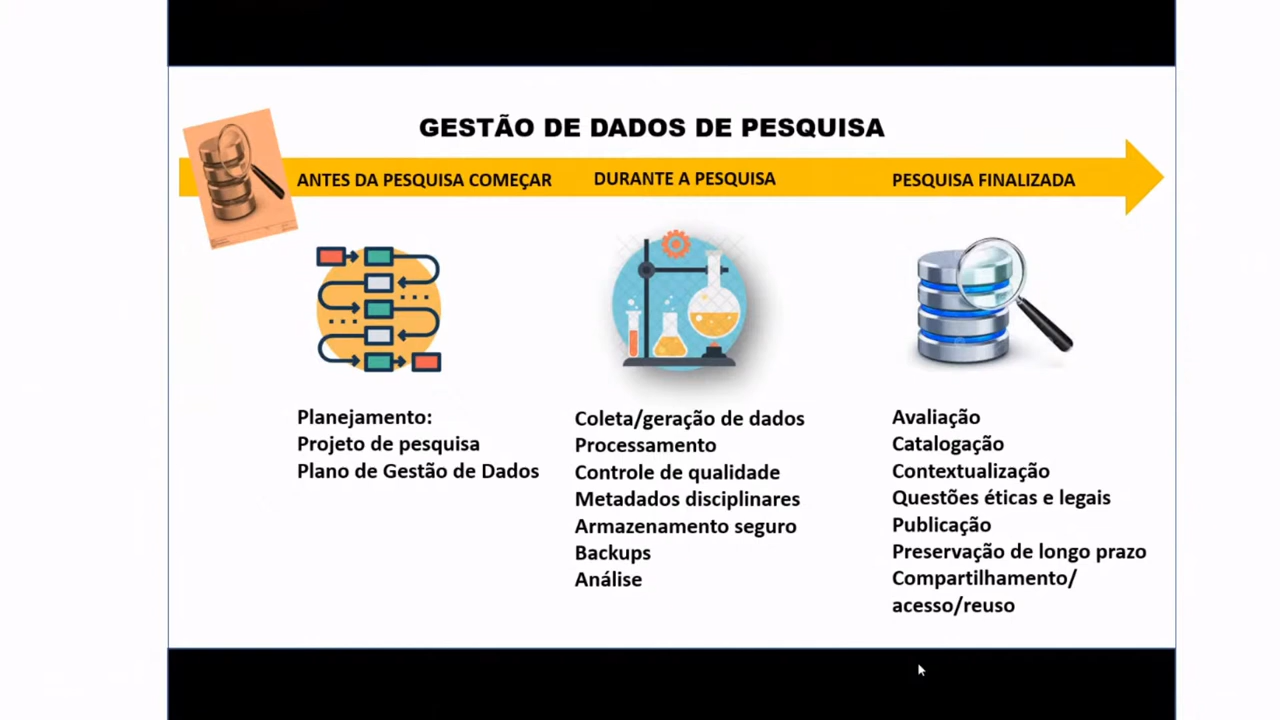 GESTÃO DE DADOS DE PESQUISA
ANTES DA PESQUISA COMEÇAR
DURANTE A PESQUISA
PESQUISA FINALIZADA
Planejamento:
Projeto de pesquisa
Plano de Gestão de Dados
Coleta/geração de dados
Processamento
Controle de qualidade
Metadados disciplinares
Armazenamento seguro
Backups
Análise
Avaliação
Catalogação
Contextualização
Questões éticas e legais
Publicação
Preservação de longo prazo
Compartilhamento/
acesso/reuso